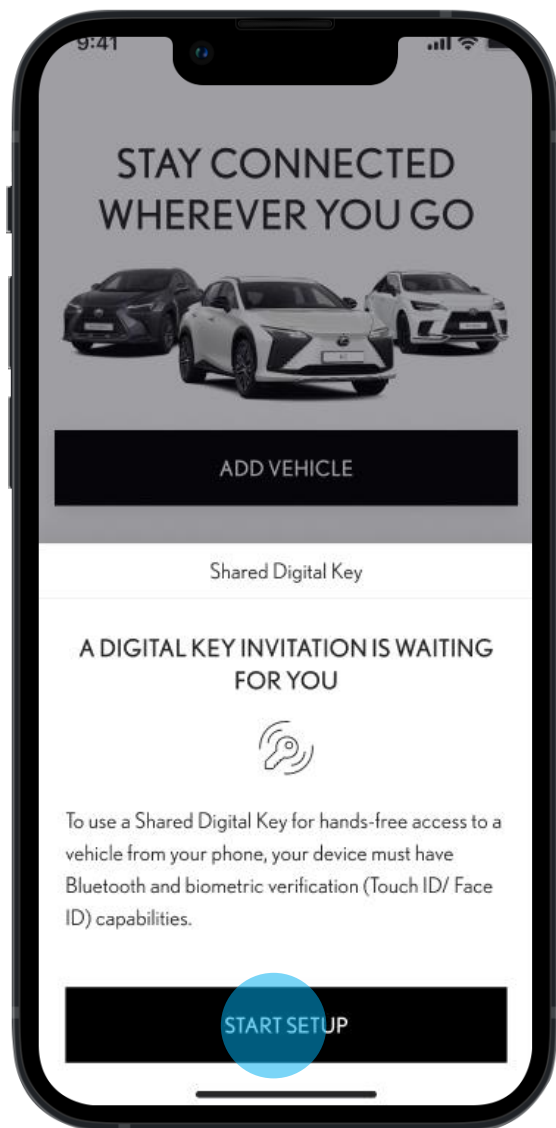 9:41
STAY CONNECTED
WHEREVER YOU GO
ADD VEHICLE
Shared Digital Key
A DIGITAL KEY INVITATION IS WAITING
FOR YOU
To use a Shared Digital Key for hands-free access to a
vehicle from your phone, your device must have
Bluetooth and biometric verification (Touch ID/ Face
ID) capabilities.
START SETUP